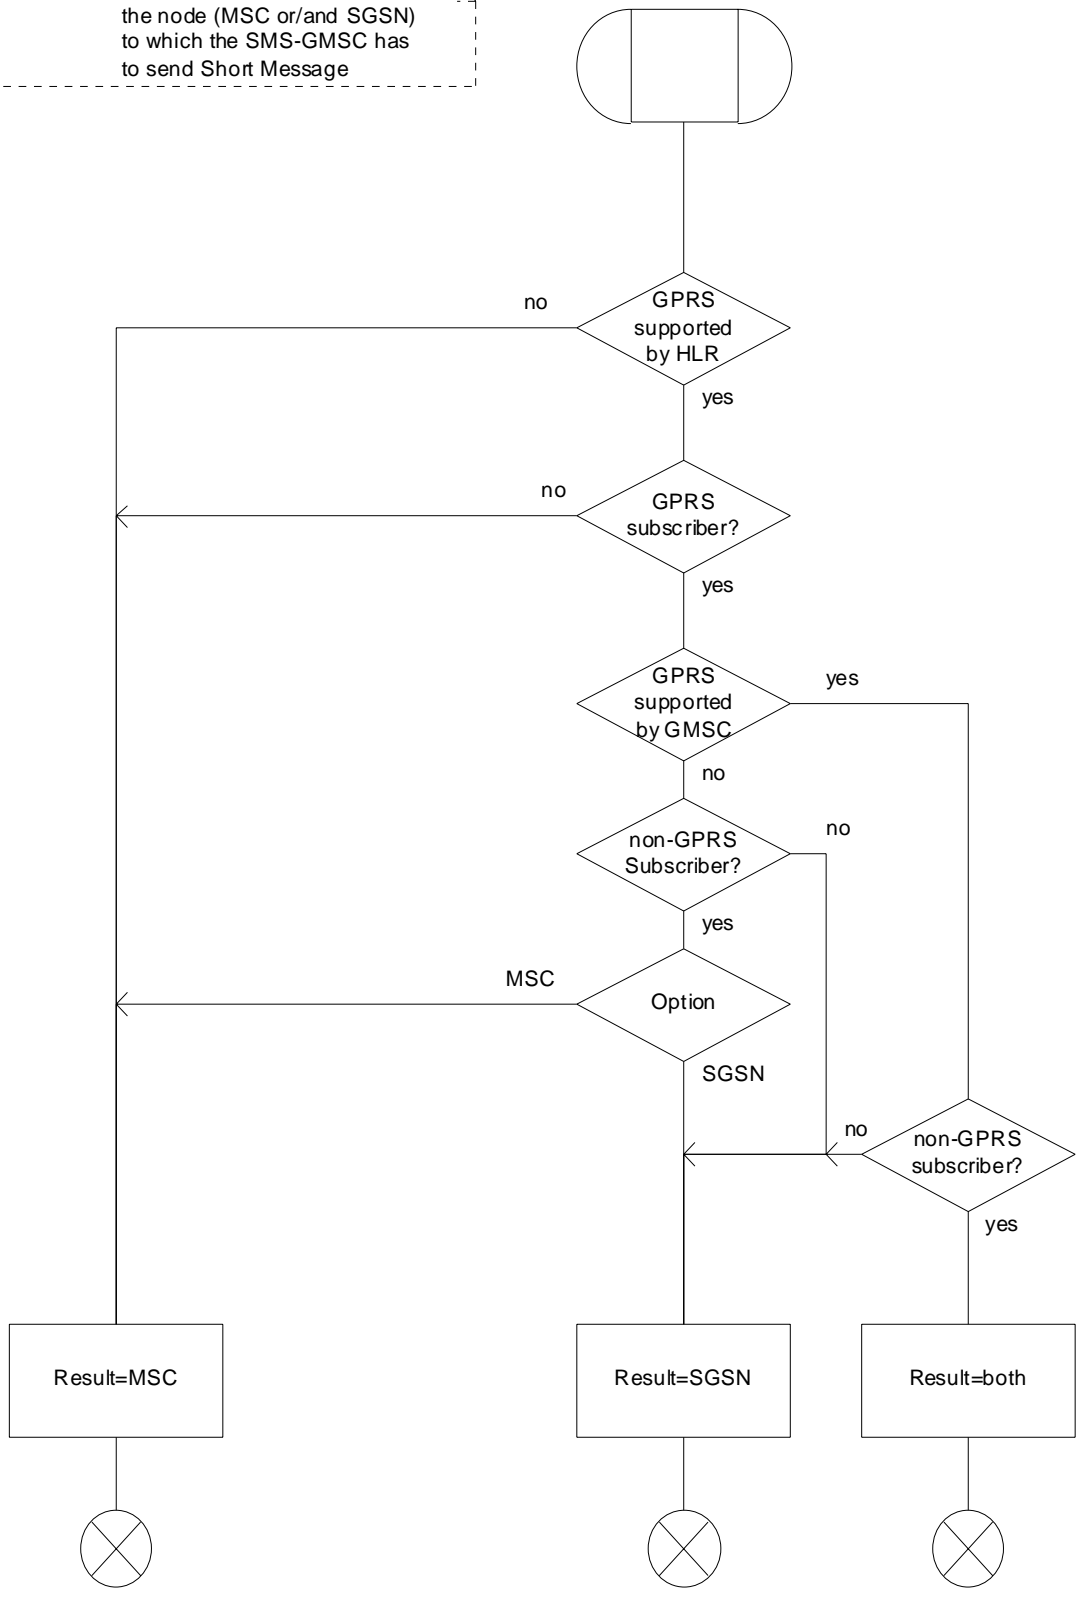 the node (MSC or/and SGSN)
to which the SMS-GMSC has
to send Short Message
no
GPRS
supported
by HLR
yes
no
GPRS
subscriber?
yes
GPRS
supported
by GMSC
yes
no
non-GPRS
Subscriber?
no
yes
MSC
Option
SGSN
no
non-GPRS
subscriber?
yes
Result=MSC
Result=SGSN
Result=both